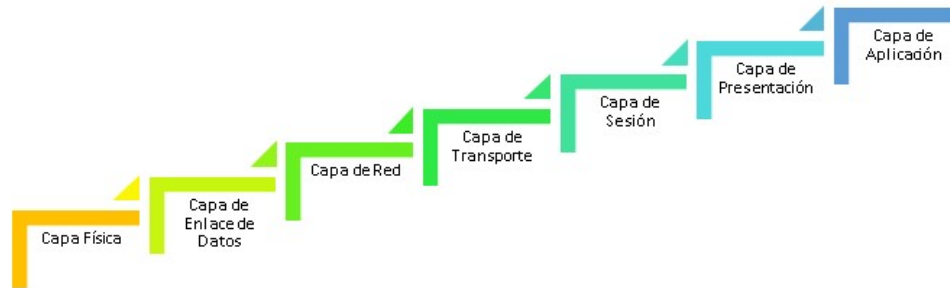 Capa Física
Capa de
Enlace de
Datos
Capa de Red
Capa de
Transporte
Capa de
Sesión
Capa de
Presentación
Capa de
Aplicación